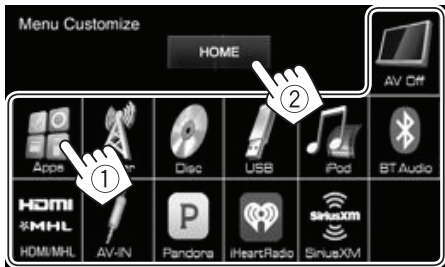 Menu Customize
HOME
AV Off
2
1
Apps
Disc
USB
iPod
BT Audio
HDMI
MHL
HDMI/MHL
AV-IN
P
Pandora
iHeartRadio
SiriusXM
SiriusXM